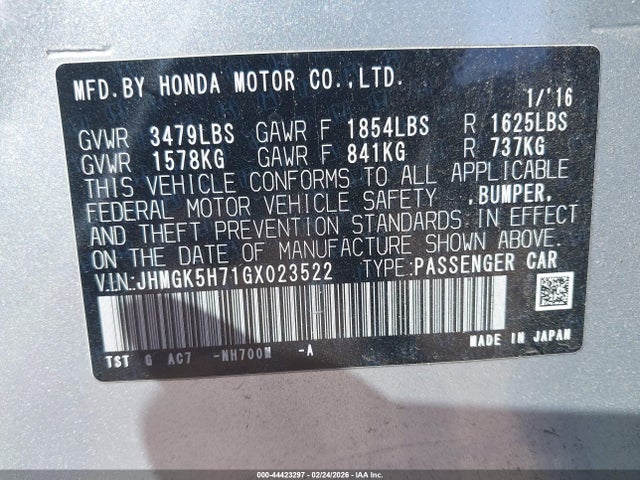 MFD.BY HONDA MOTOR CO.,LTD.
1/'16
GVWR 3479LBS GAWR F 1854LBS R 1625LBS
GVWR 1578KG GAWR F 841KG R 737KG
THIS VEHICLE CONFORMS TO ALL APPLICABLE
FEDERAL MOTOR VEHICLE SAFETY ,BUMPER,
AND THEFT PREVENTION STANDARDS IN EFFECT
ON THE DATE OF MANUFACTURE SHOWN ABOVE.
V.I.N:JHMGK5H71GX023522 TYPE:PASSENGER CAR
TST G AC7 -NH700M -A MADE IN JAPAN
000-44423297 - 02/24/2026 - IAA Inc.